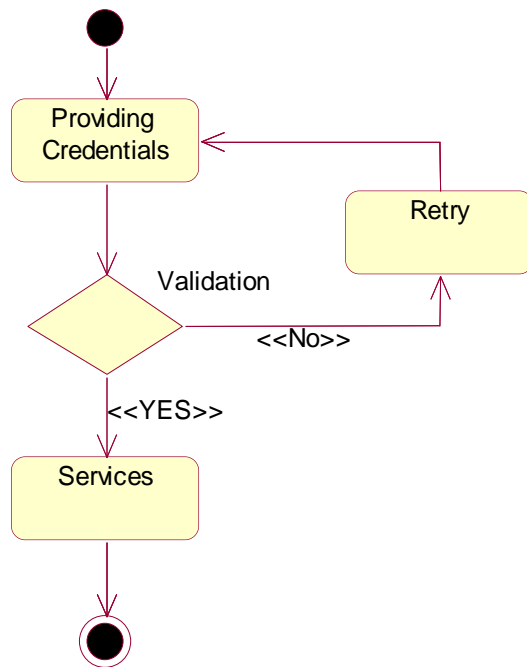 Providing
Credentials
Retry
Validation
<<No>>
<<YES>>
Services